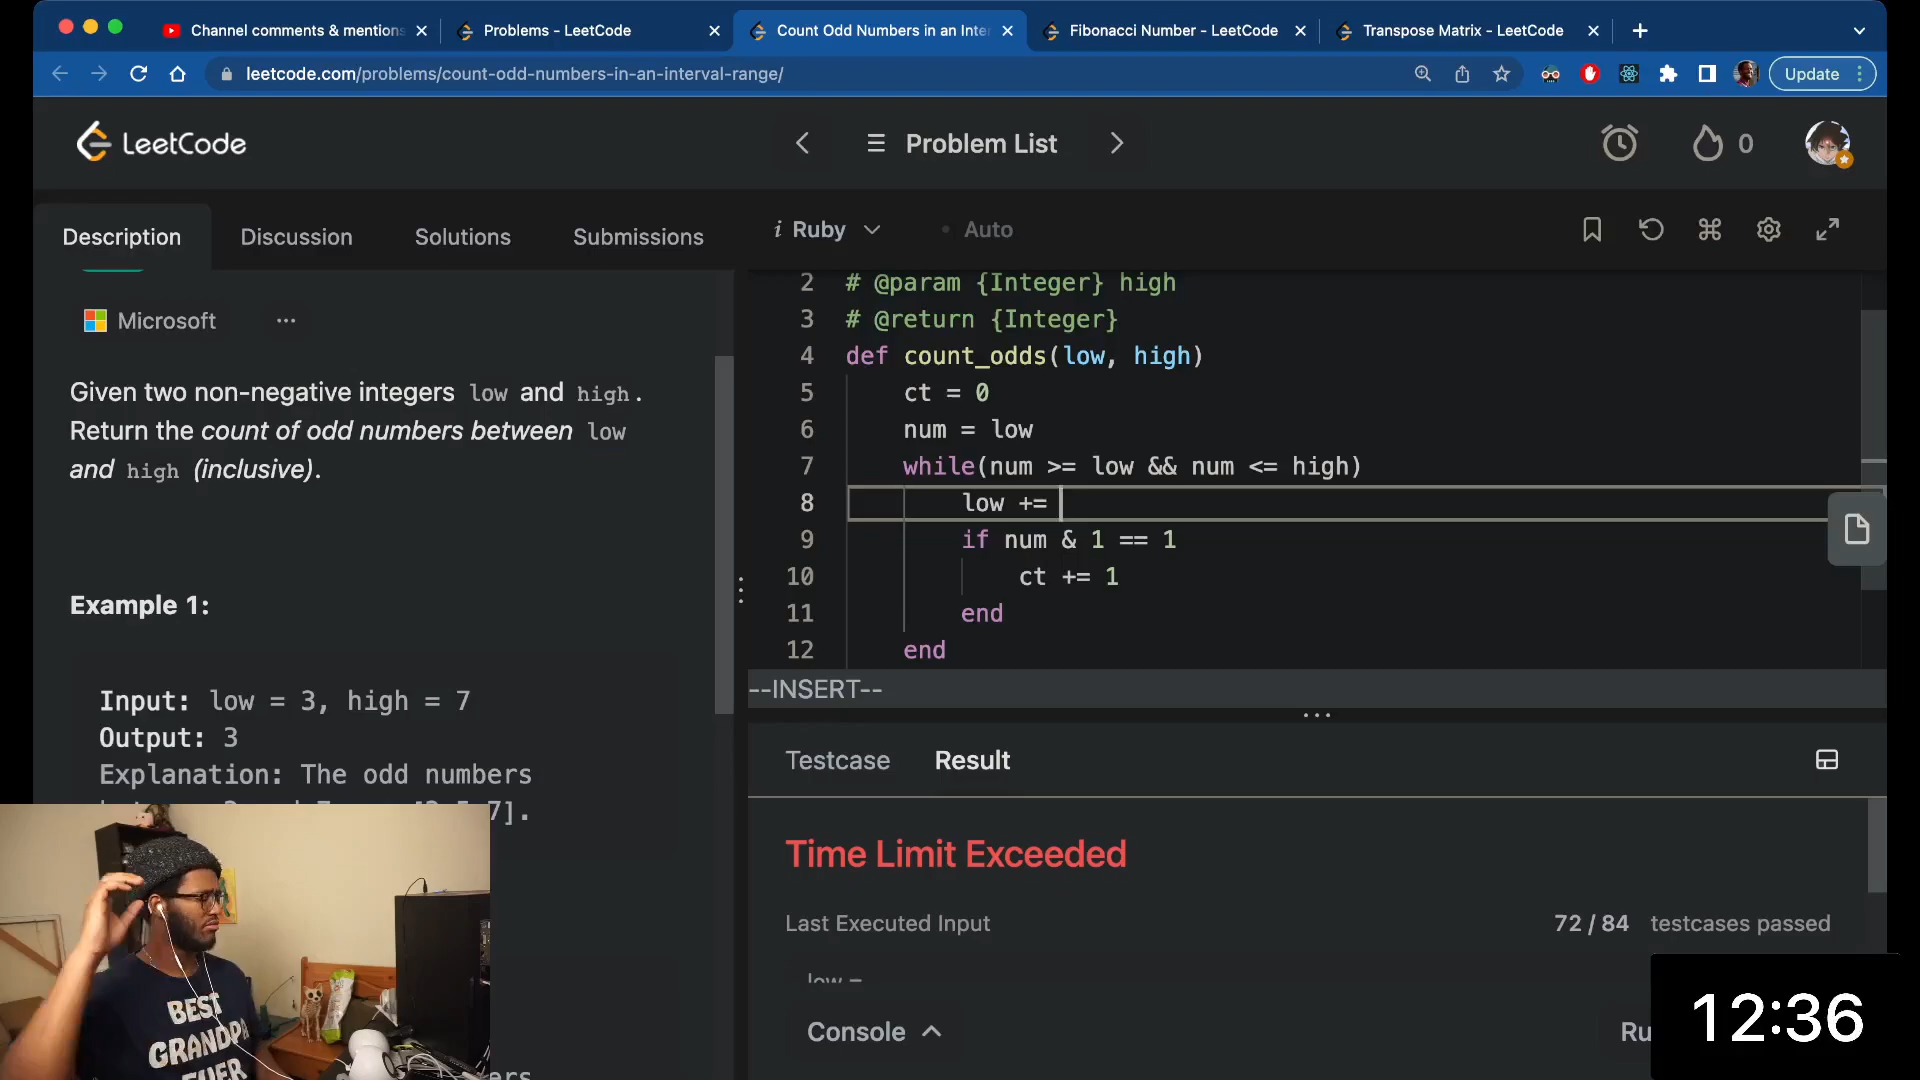 Channel comments & mentions
Problems - LeetCode
Count Odd Numbers in an Inte
Fibonacci Number - LeetCode
Transpose Matrix - LeetCode
leetcode.com/problems/count-odd-numbers-in-an-interval-range/
Update
LeetCode
Problem List
0
Description
Discussion
Solutions
Submissions
i Ruby
• Auto
Microsoft
...
Given two non-negative integers low and high.
Return the count of odd numbers between low
and high (inclusive).
Example 1:
Input: low = 3, high = 7
Output: 3
Explanation: The odd numbers
7].
2 # @param {Integer} high
3 # @return {Integer}
4 def count_odds(low, high)
5 ct = 0
6 num = low
7 while(num >= low && num <= high)
8 low +=
9 if num & 1 == 1
10 ct += 1
11 end
12 end
--INSERT--
Testcase
Result
Time Limit Exceeded
Last Executed Input
72 / 84 testcases passed
low =
Console
Ru
12:36
BEST
GRANDPA
EVER